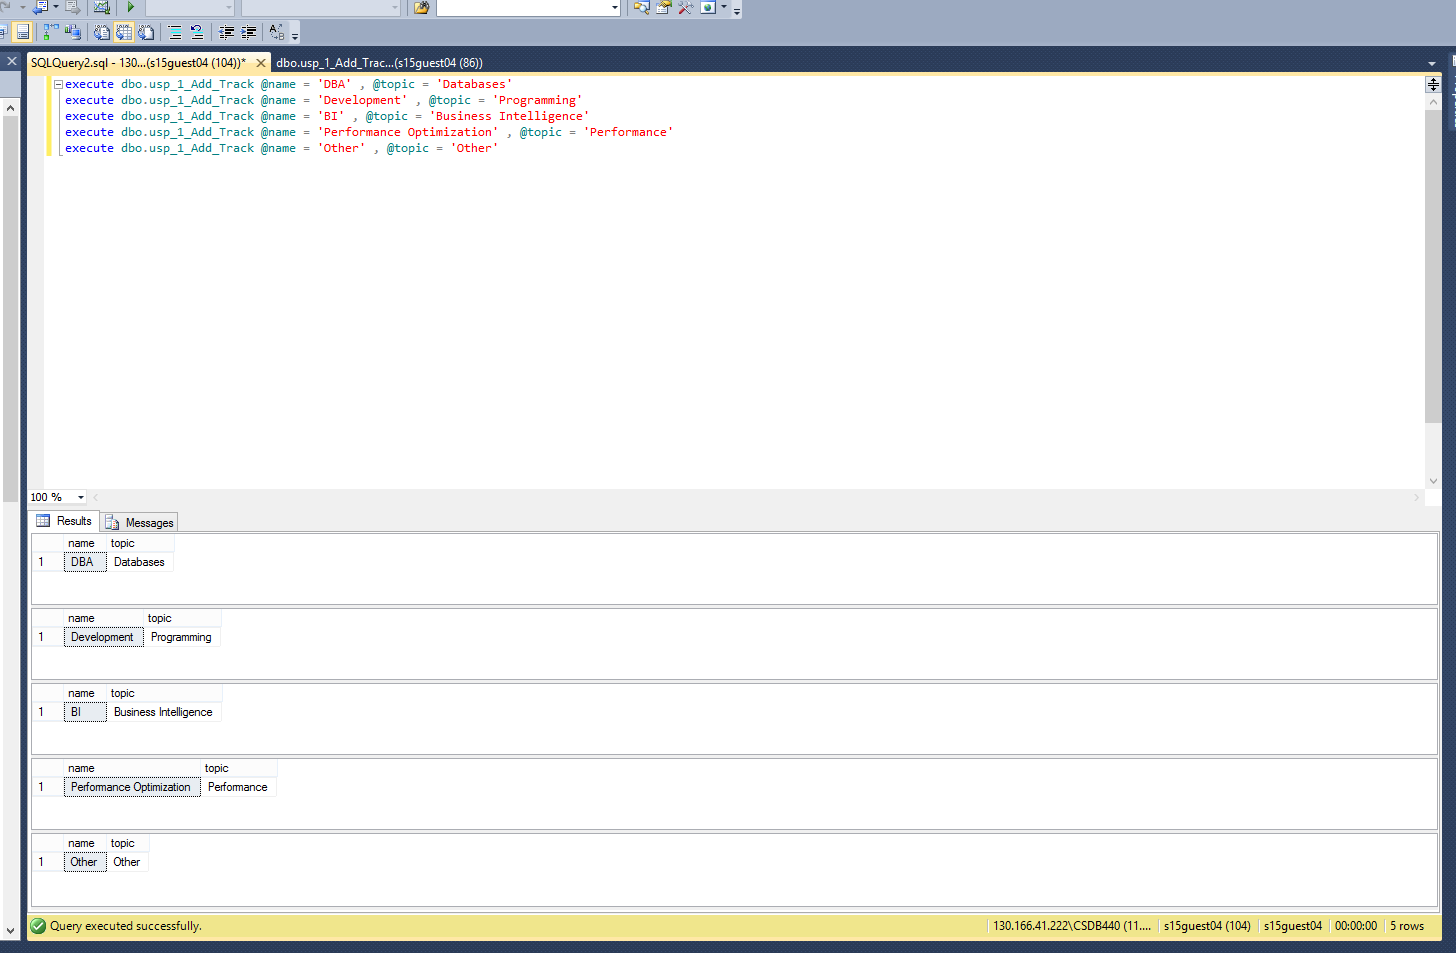 SQLQuery2.sql - 130...(s15guest04 (104))* dbo.usp_1_Add_Trac...(s15guest04 (86))
execute dbo.usp_1_Add_Track @name = 'DBA' , @topic = 'Databases'
execute dbo.usp_1_Add_Track @name = 'Development' , @topic = 'Programming'
execute dbo.usp_1_Add_Track @name = 'BI' , @topic = 'Business Intelligence'
execute dbo.usp_1_Add_Track @name = 'Performance Optimization' , @topic = 'Performance'
execute dbo.usp_1_Add_Track @name = 'Other' , @topic = 'Other'
100 %
Results Messages
name topic
1 DBA Databases
name topic
1 Development Programming
name topic
1 BI Business Intelligence
name topic
1 Performance Optimization Performance
name topic
1 Other Other
Query executed successfully. 130.166.41.222\CSDB440 (11.... s15guest04 (104) s15guest04 00:00:00 5 rows